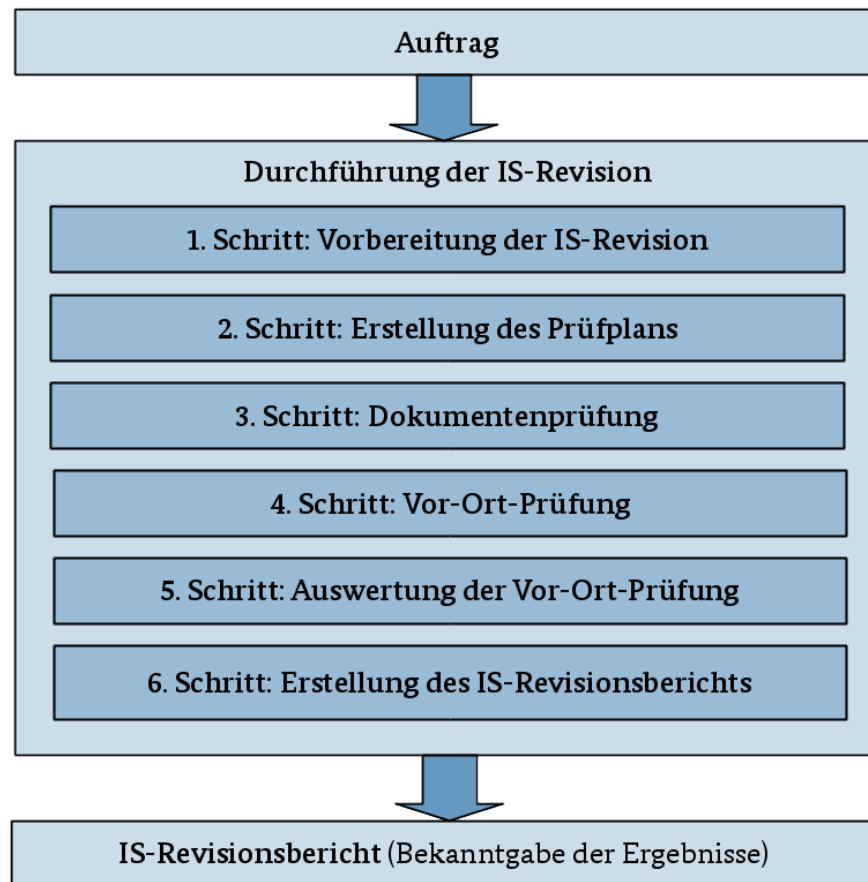 Auftrag
Durchführung der IS-Revision
1. Schritt: Vorbereitung der IS-Revision
2. Schritt: Erstellung des Prüfplans
3. Schritt: Dokumentenprüfung
4. Schritt: Vor-Ort-Prüfung
5. Schritt: Auswertung der Vor-Ort-Prüfung
6. Schritt: Erstellung des IS-Revisionsberichts
IS-Revisionsbericht (Bekanntgabe der Ergebnisse)